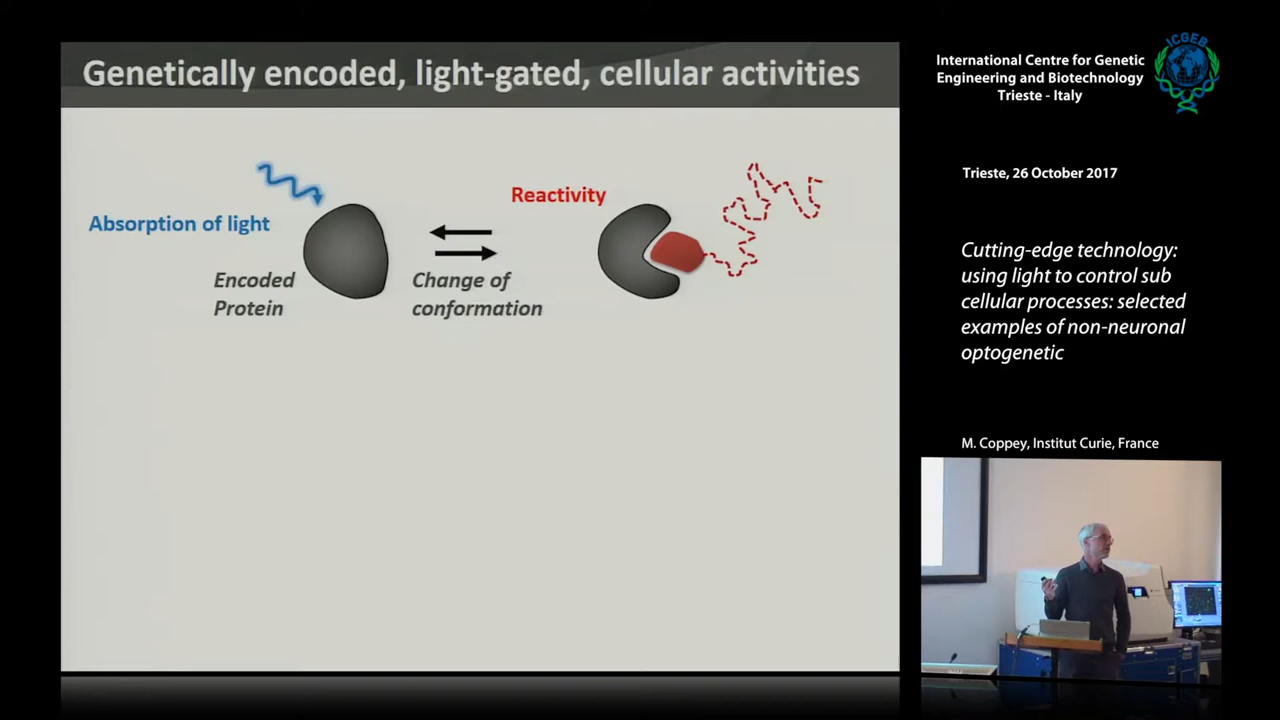 Genetically encoded, light-gated, cellular activities
Absorption of light
Encoded
Protein
Change of
conformation
Reactivity
ICGEB
International Centre for Genetic
Engineering and Biotechnology
Trieste - Italy
Trieste, 26 October 2017
Cutting-edge technology:
using light to control sub
cellular processes: selected
examples of non-neuronal
optogenetic
M. Coppey, Institut Curie, France